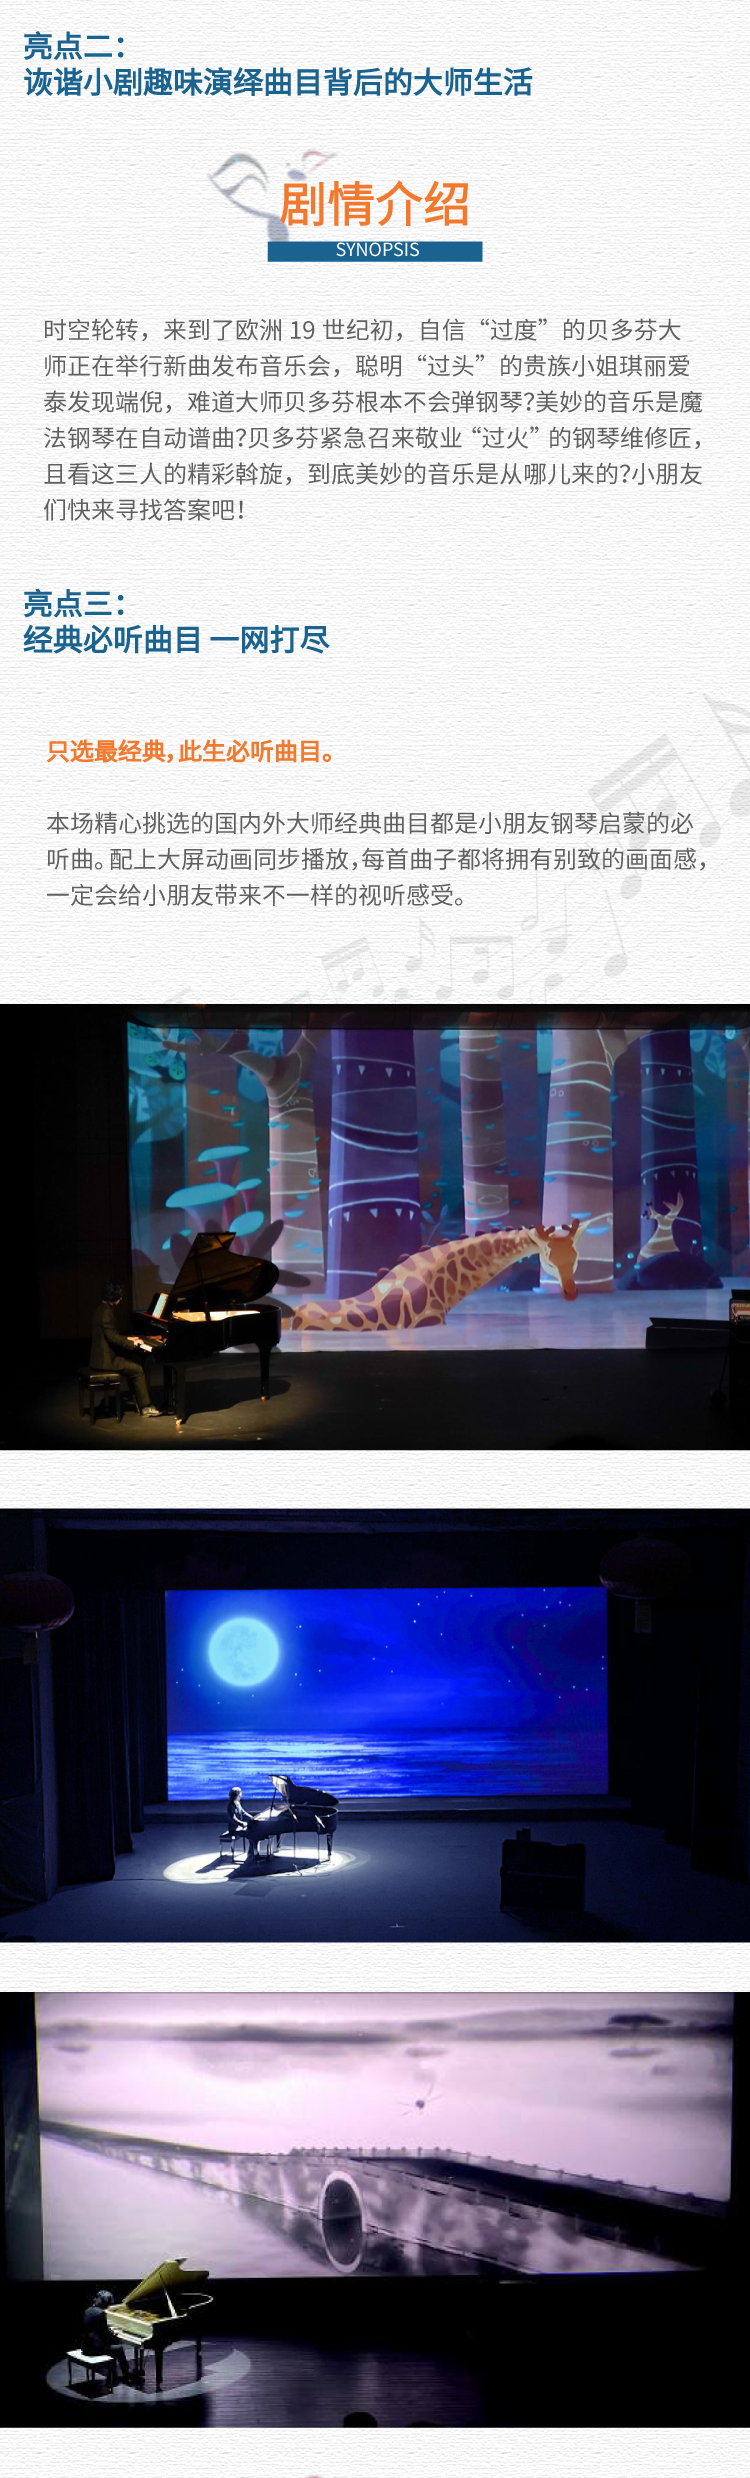 亮点二：
诙谐小剧趣味演绎曲目背后的大师生活
剧情介绍
SYNOPSIS
时空轮转，来到了欧洲 19 世纪初，自信“过度”的贝多芬大
师正在举行新曲发布音乐会，聪明“过头”的贵族小姐琪丽爱
泰发现端倪，难道大师贝多芬根本不会弹钢琴?美妙的音乐是魔
法钢琴在自动谱曲?贝多芬紧急召来敬业“过火”的钢琴维修匠，
且看这三人的精彩斡旋，到底美妙的音乐是从哪儿来的?小朋友
们快来寻找答案吧！
亮点三：
经典必听曲目 一网打尽
只选最经典，此生必听曲目。
本场精心挑选的国内外大师经典曲目都是小朋友钢琴启蒙的必
听曲。配上大屏动画同步播放，每首曲子都将拥有别致的画面感，
一定会给小朋友带来不一样的视听感受。